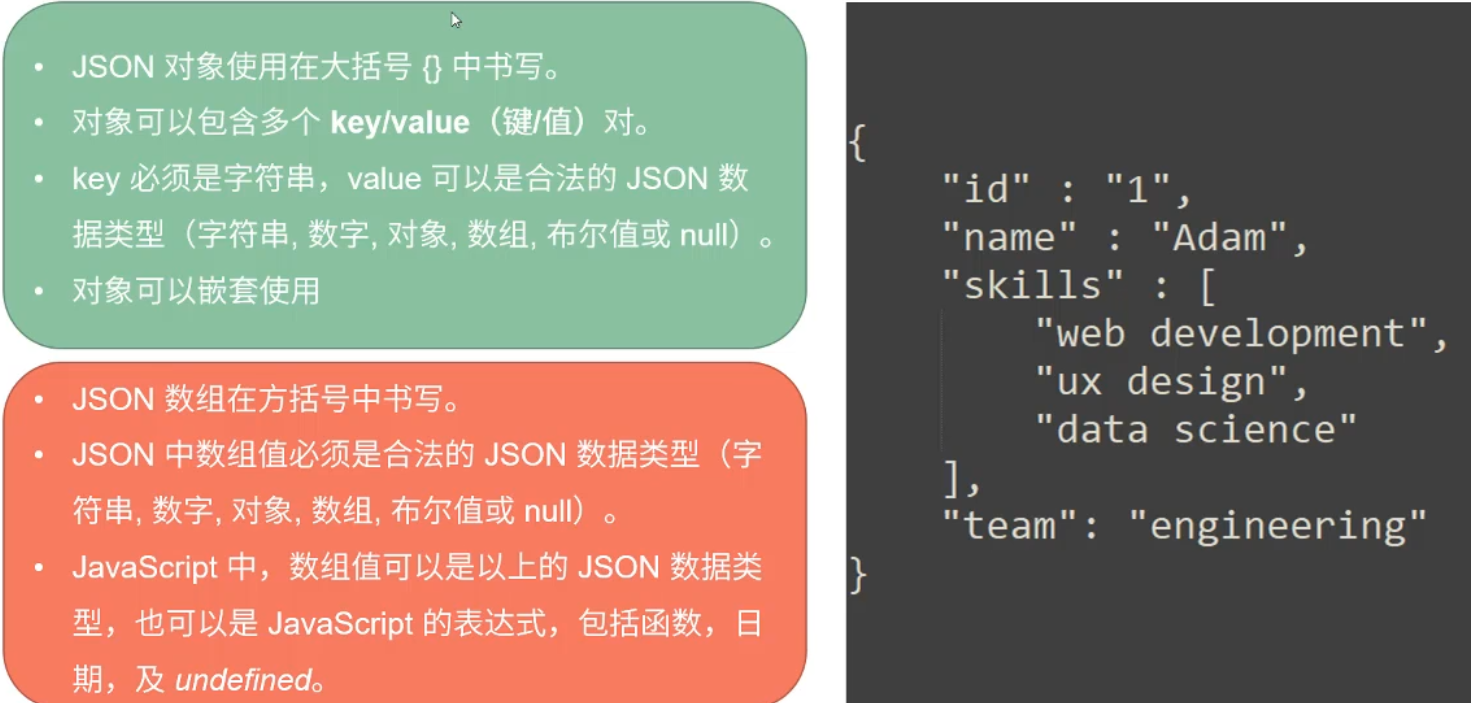 • JSON 对象使用在大括号 {} 中书写。
• 对象可以包含多个 key/value（键/值）对。
• key 必须是字符串，value 可以是合法的 JSON 数
据类型（字符串, 数字, 对象, 数组, 布尔值或 null）。
• 对象可以嵌套使用
• JSON 数组在方括号中书写。
• JSON 中数组值必须是合法的 JSON 数据类型（字
符串, 数字, 对象, 数组, 布尔值或 null）。
• JavaScript 中，数组值可以是以上的 JSON 数据类
型，也可以是 JavaScript 的表达式，包括函数，日
期，及 undefined。
{
    "id" : "1",
    "name" : "Adam",
    "skills" : [
        "web development",
        "ux design",
        "data science"
    ],
    "team": "engineering"
}